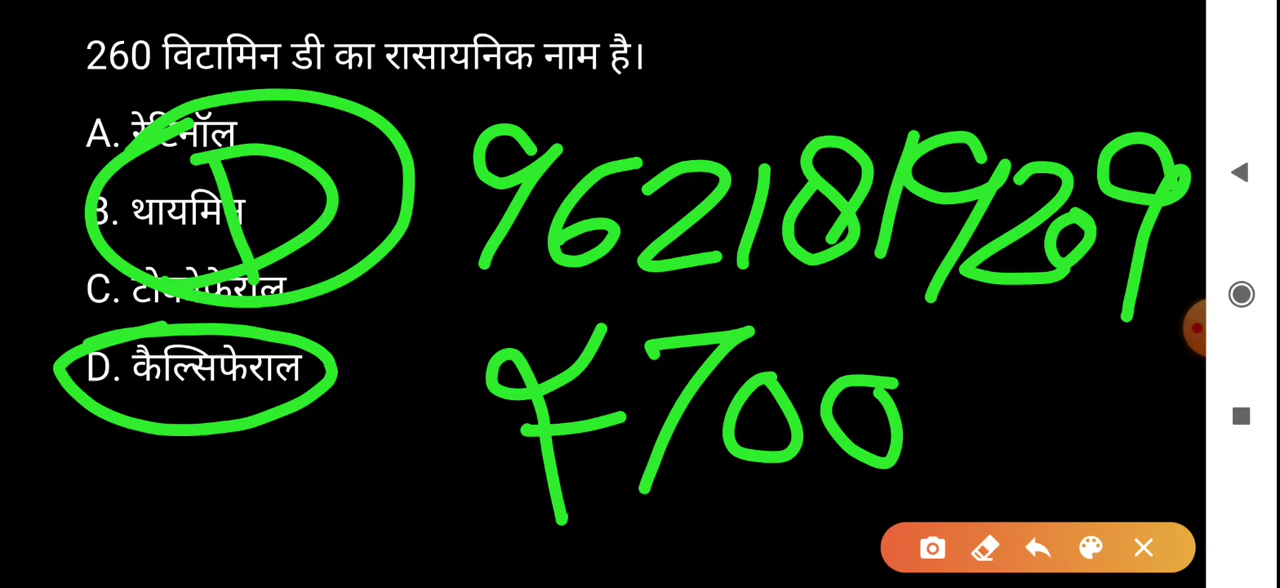 260 विटामिन डी का रासायनिक नाम है।
A. रेटिनॉल
B. थायमिन
C. टोकोफेराल
D. कैल्सिफेराल
D
9621819209
₹700